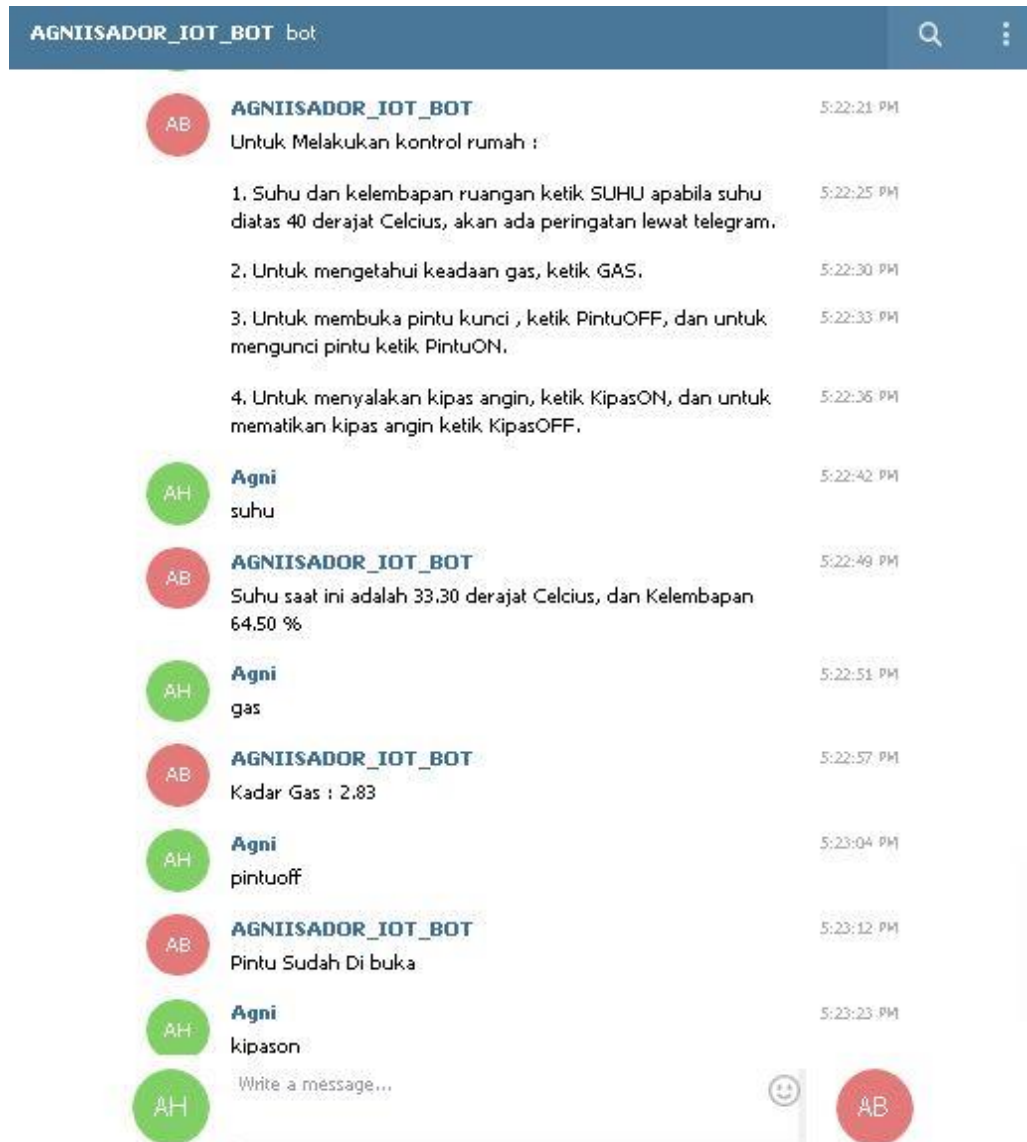 AGNIISADOR_IOT_BOT bot
AB
AGNIISADOR_IOT_BOT
5:22:21 PM
Untuk Melakukan kontrol rumah :
1. Suhu dan kelembapan ruangan ketik SUHU apabila suhu
5:22:25 PM
diatas 40 derajat Celcius, akan ada peringatan lewat telegram.
2. Untuk mengetahui keadaan gas, ketik GAS.
5:22:30 PM
3. Untuk membuka pintu kunci , ketik PintuOFF, dan untuk
5:22:33 PM
mengunci pintu ketik PintuON.
4. Untuk menyalakan kipas angin, ketik KipasON, dan untuk
5:22:36 PM
mematikan kipas angin ketik KipasOFF.
AH
Agni
5:22:42 PM
suhu
AB
AGNIISADOR_IOT_BOT
5:22:49 PM
Suhu saat ini adalah 33.30 derajat Celcius, dan Kelembapan
64.50 %
AH
Agni
5:22:51 PM
gas
AB
AGNIISADOR_IOT_BOT
5:22:57 PM
Kadar Gas : 2.83
AH
Agni
5:23:04 PM
pintuoff
AB
AGNIISADOR_IOT_BOT
5:23:12 PM
Pintu Sudah Di buka
AH
Agni
5:23:23 PM
kipason
AH
Write a message...
AB